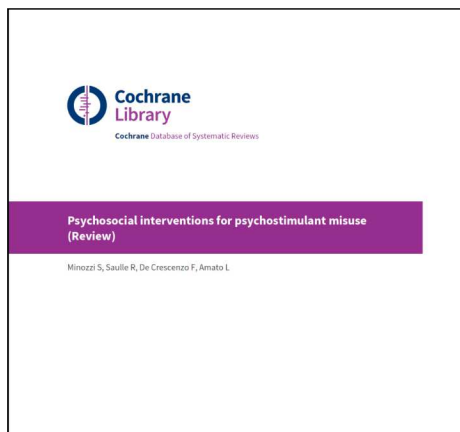 Cochrane
Library
Cochrane Database of Systematic Reviews
Psychosocial interventions for psychostimulant misuse
(Review)
Minozzi S, Saulle R, De Crescenzo F, Amato L